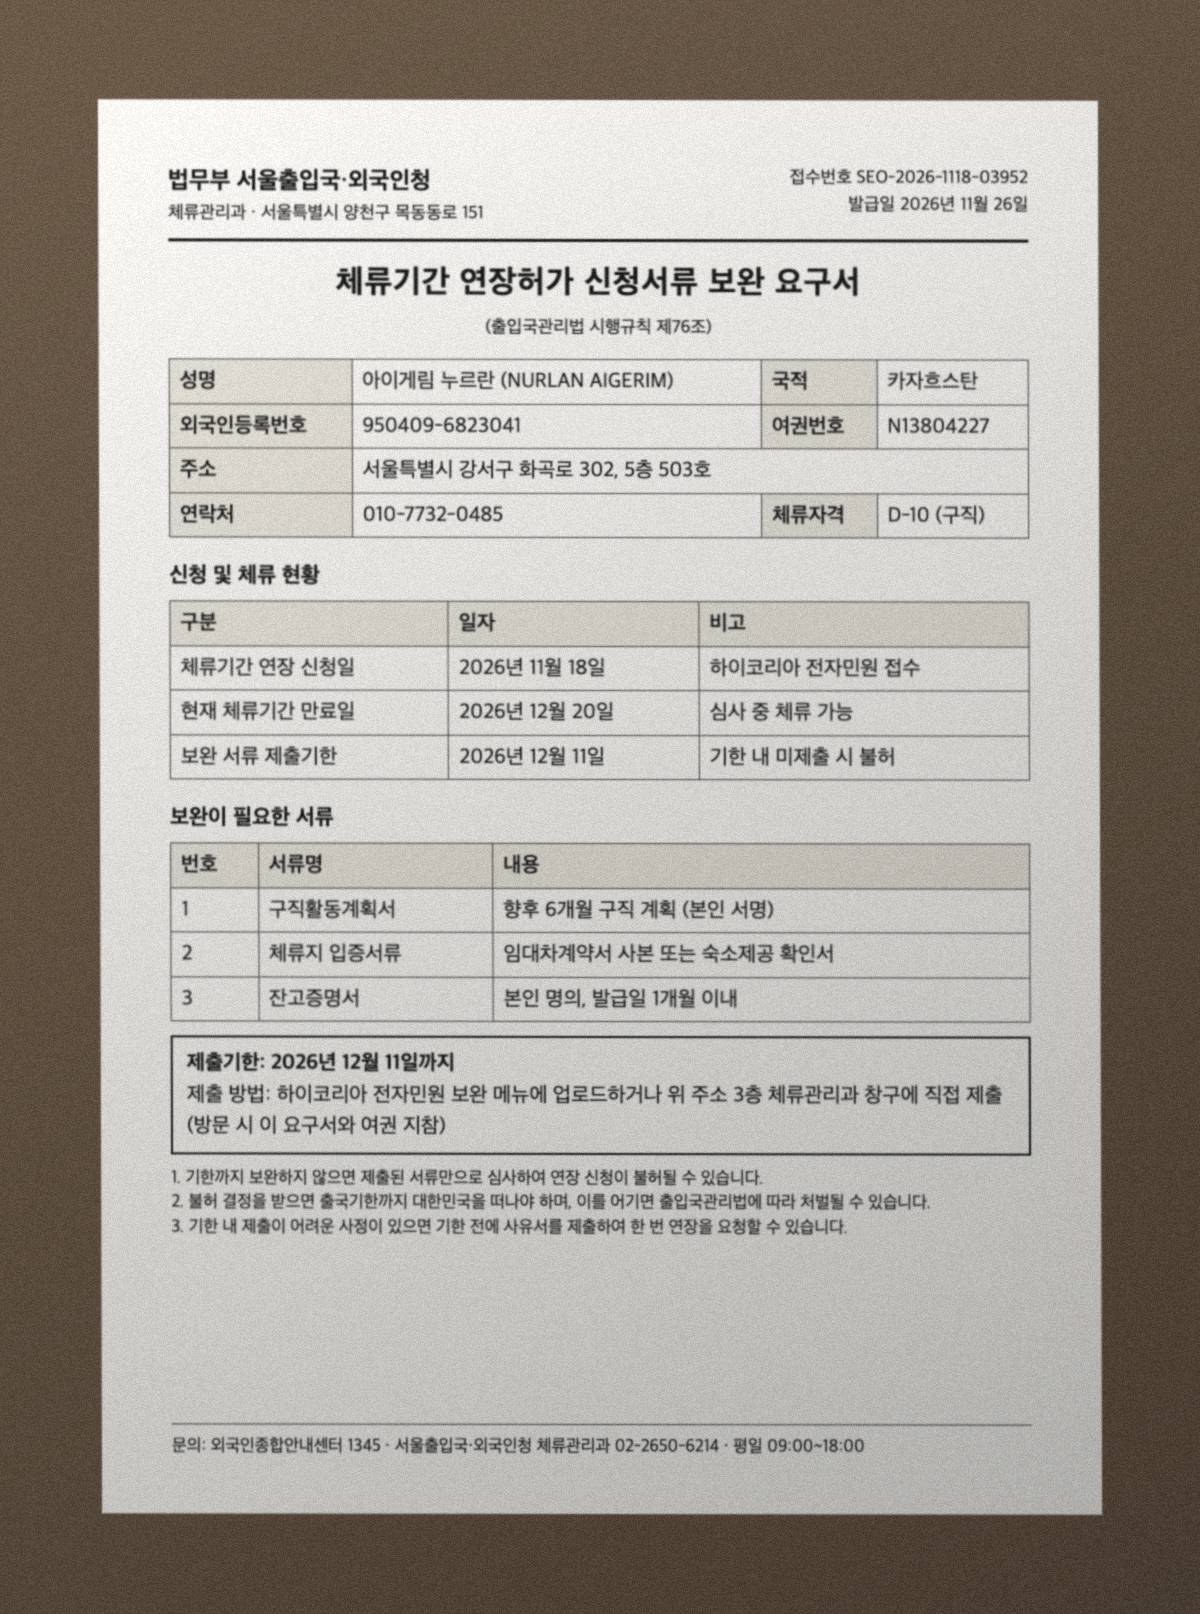 법무부 서울출입국·외국인청
접수번호 SEO-2026-1118-03952
체류관리과 · 서울특별시 양천구 목동동로 151
발급일 2026년 11월 26일
체류기간 연장허가 신청서류 보완 요구서
(출입국관리법 시행규칙 제76조)
성명 아이게림 누르란 (NURLAN AIGERIM) 국적 카자흐스탄
외국인등록번호 950409-6823041 여권번호 N13804227
주소 서울특별시 강서구 화곡로 302, 5층 503호
연락처 010-7732-0485 체류자격 D-10 (구직)
신청 및 체류 현황
구분 일자 비고
체류기간 연장 신청일 2026년 11월 18일 하이코리아 전자민원 접수
현재 체류기간 만료일 2026년 12월 20일 심사 중 체류 가능
보완 서류 제출기한 2026년 12월 11일 기한 내 미제출 시 불허
보완이 필요한 서류
번호 서류명 내용
1 구직활동계획서 향후 6개월 구직 계획 (본인 서명)
2 체류지 입증서류 임대차계약서 사본 또는 숙소제공 확인서
3 잔고증명서 본인 명의, 발급일 1개월 이내
제출기한: 2026년 12월 11일까지
제출 방법: 하이코리아 전자민원 보완 메뉴에 업로드하거나 위 주소 3층 체류관리과 창구에 직접 제출
(방문 시 이 요구서와 여권 지참)
1. 기한까지 보완하지 않으면 제출된 서류만으로 심사하여 연장 신청이 불허될 수 있습니다.
2. 불허 결정을 받으면 출국기한까지 대한민국을 떠나야 하며, 이를 어기면 출입국관리법에 따라 처벌될 수 있습니다.
3. 기한 내 제출이 어려운 사정이 있으면 기한 전에 사유서를 제출하여 한 번 연장을 요청할 수 있습니다.
문의: 외국인종합안내센터 1345 · 서울출입국·외국인청 체류관리과 02-2650-6214 · 평일 09:00~18:00